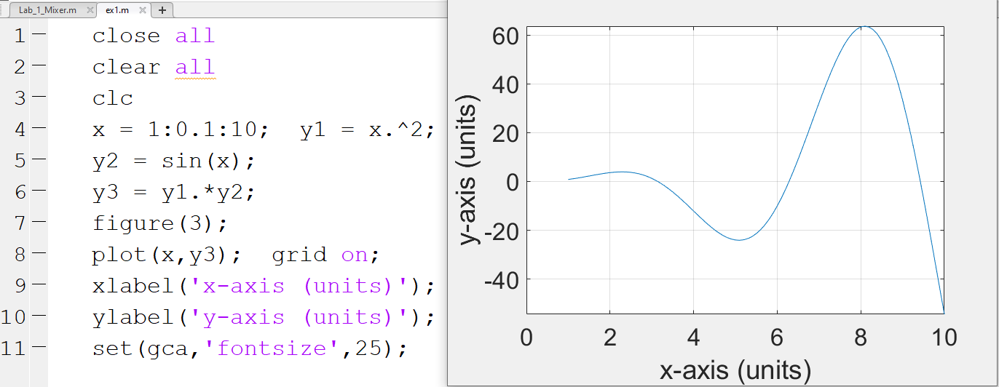 Lab_1_Mixer.m × ex1.m × +
1 — close all
2 — clear all
3 — clc
4 — x = 1:0.1:10;  y1 = x.^2;
5 — y2 = sin(x);
6 — y3 = y1.*y2;
7 — figure(3);
8 — plot(x,y3);  grid on;
9 — xlabel('x-axis (units)');
10 — ylabel('y-axis (units)');
11 — set(gca,'fontsize',25);
y-axis (units)
60
40
20
0
-20
-40
0 2 4 6 8 10
x-axis (units)